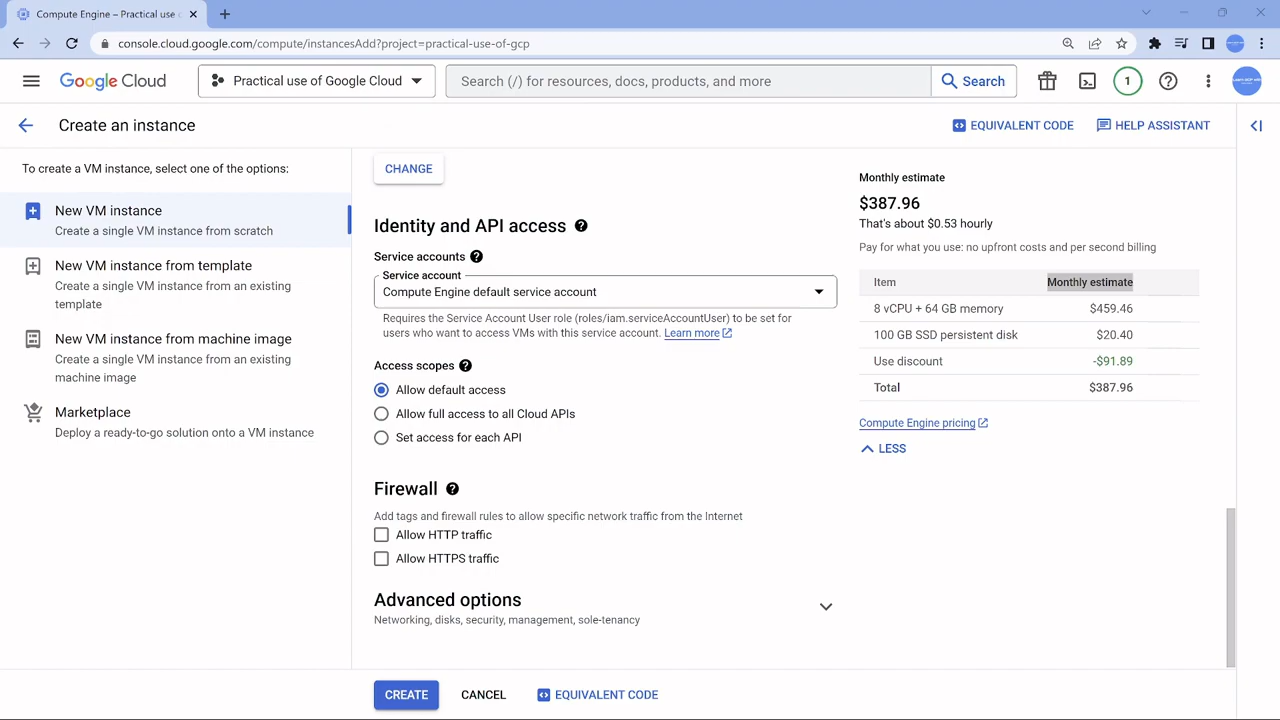 Compute Engine – Practical use
console.cloud.google.com/compute/instancesAdd?project=practical-use-of-gcp
Google Cloud
Practical use of Google Cloud
Search (/) for resources, docs, products, and more
Search
1
Create an instance
EQUIVALENT CODE
HELP ASSISTANT
To create a VM instance, select one of the options:
New VM instance
Create a single VM instance from scratch
New VM instance from template
Create a single VM instance from an existing
template
New VM instance from machine image
Create a single VM instance from an existing
machine image
Marketplace
Deploy a ready-to-go solution onto a VM instance
CHANGE
Identity and API access
Service accounts
Service account
Compute Engine default service account
Requires the Service Account User role (roles/iam.serviceAccountUser) to be set for
users who want to access VMs with this service account. Learn more
Access scopes
Allow default access
Allow full access to all Cloud APIs
Set access for each API
Firewall
Add tags and firewall rules to allow specific network traffic from the Internet
Allow HTTP traffic
Allow HTTPS traffic
Advanced options
Networking, disks, security, management, sole-tenancy
CREATE
CANCEL
EQUIVALENT CODE
Monthly estimate
$387.96
That's about $0.53 hourly
Pay for what you use: no upfront costs and per second billing
Item Monthly estimate
8 vCPU + 64 GB memory $459.46
100 GB SSD persistent disk $20.40
Use discount -$91.89
Total $387.96
Compute Engine pricing
LESS